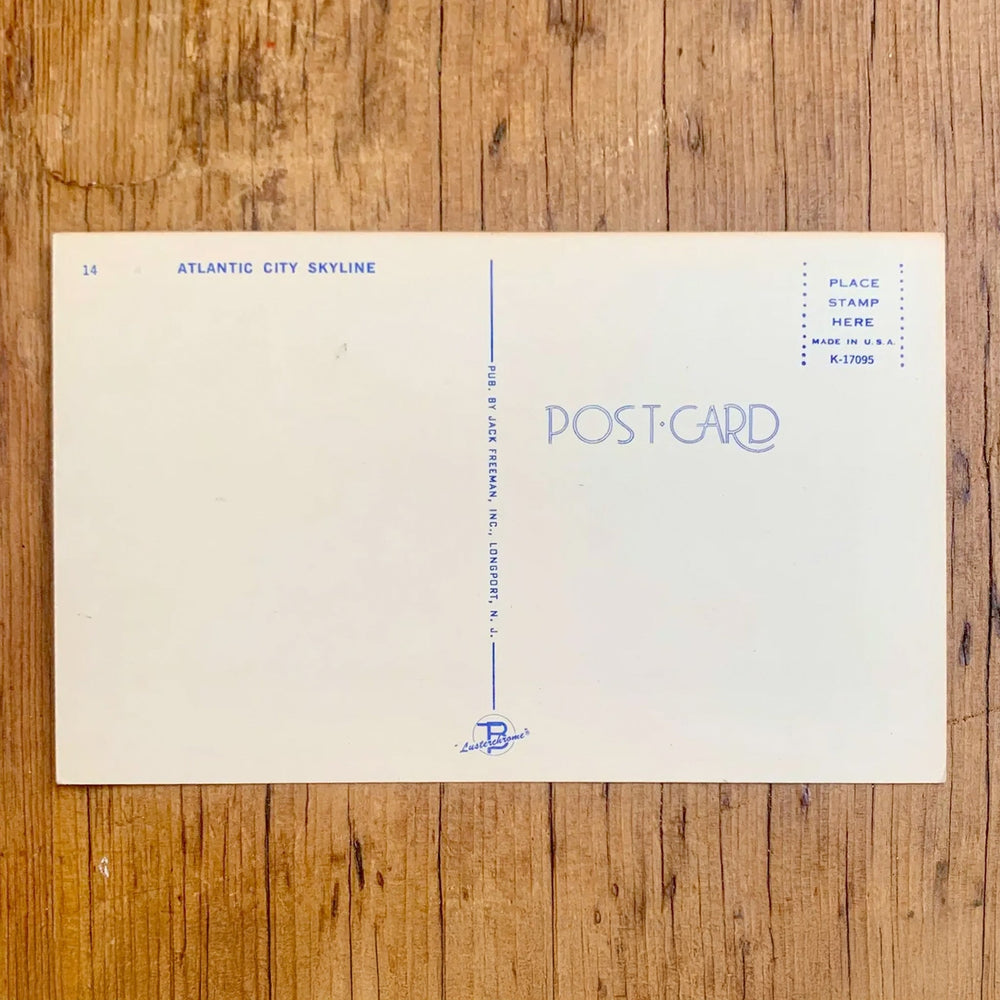 14 ATLANTIC CITY SKYLINE
PLACE
STAMP
HERE
MADE IN U.S.A.
K-17095
POST·CARD
PUB. BY JACK FREEMAN, INC., LONGPORT, N. J.
TB
"Lusterchrome"